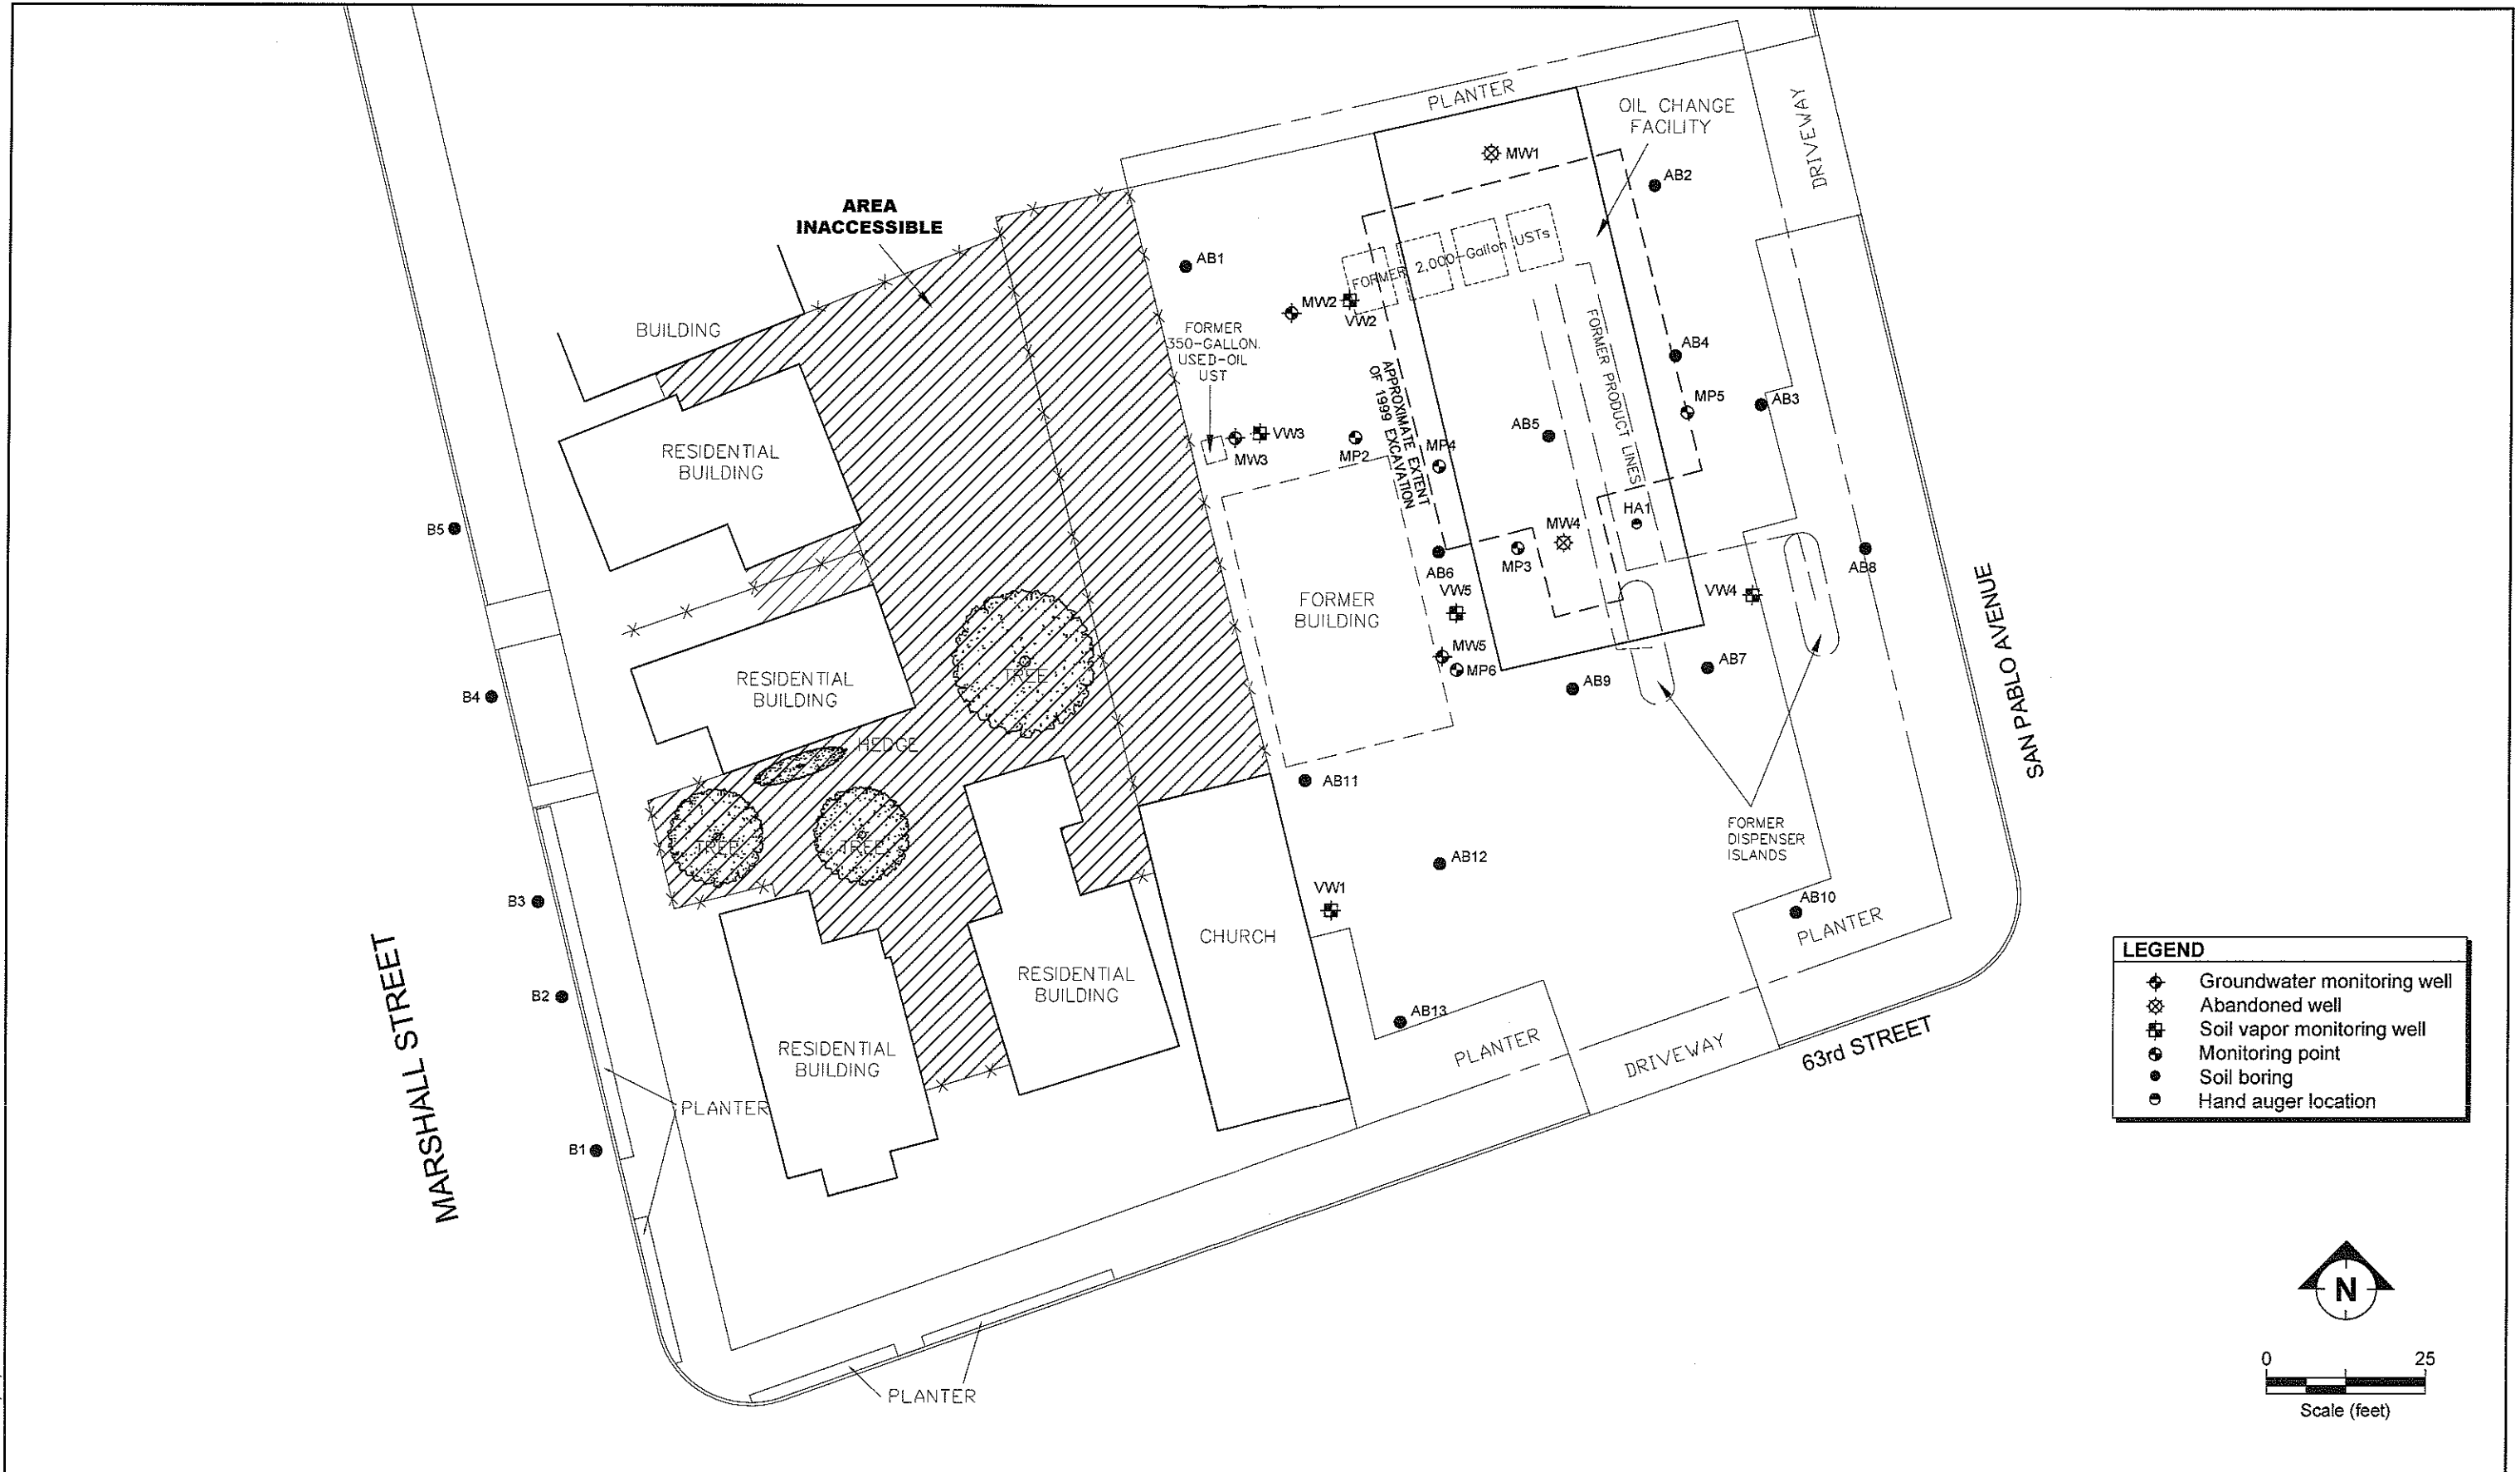 PLANTER
OIL CHANGE
FACILITY
DRIVEWAY
MW1
AB2
AREA
INACCESSIBLE
AB1
FORMER 2,000-Gallon USTs
MW2
VW2
BUILDING
FORMER
350-GALLON
USED-OIL
UST
FORMER PRODUCT LINES
AB4
APPROXIMATE EXTENT
OF 1999 EXCAVATION
MP5
AB3
AB5
VW3
MW3
MP2
MP4
RESIDENTIAL
BUILDING
HA1
MW4
B5
MP3
AB6
AB8
VW5
VW4
FORMER
BUILDING
SAN PABLO AVENUE
MW5
MP6
AB7
AB9
TREE
RESIDENTIAL
BUILDING
B4
HEDGE
AB11
FORMER
DISPENSER
ISLANDS
TREE
TREE
AB12
VW1
B3
AB10
PLANTER
CHURCH
MARSHALL STREET
RESIDENTIAL
BUILDING
B2
AB13
PLANTER
DRIVEWAY
63rd STREET
RESIDENTIAL
BUILDING
PLANTER
B1
PLANTER
LEGEND
Groundwater monitoring well
Abandoned well
Soil vapor monitoring well
Monitoring point
Soil boring
Hand auger location
N
0 25
Scale (feet)